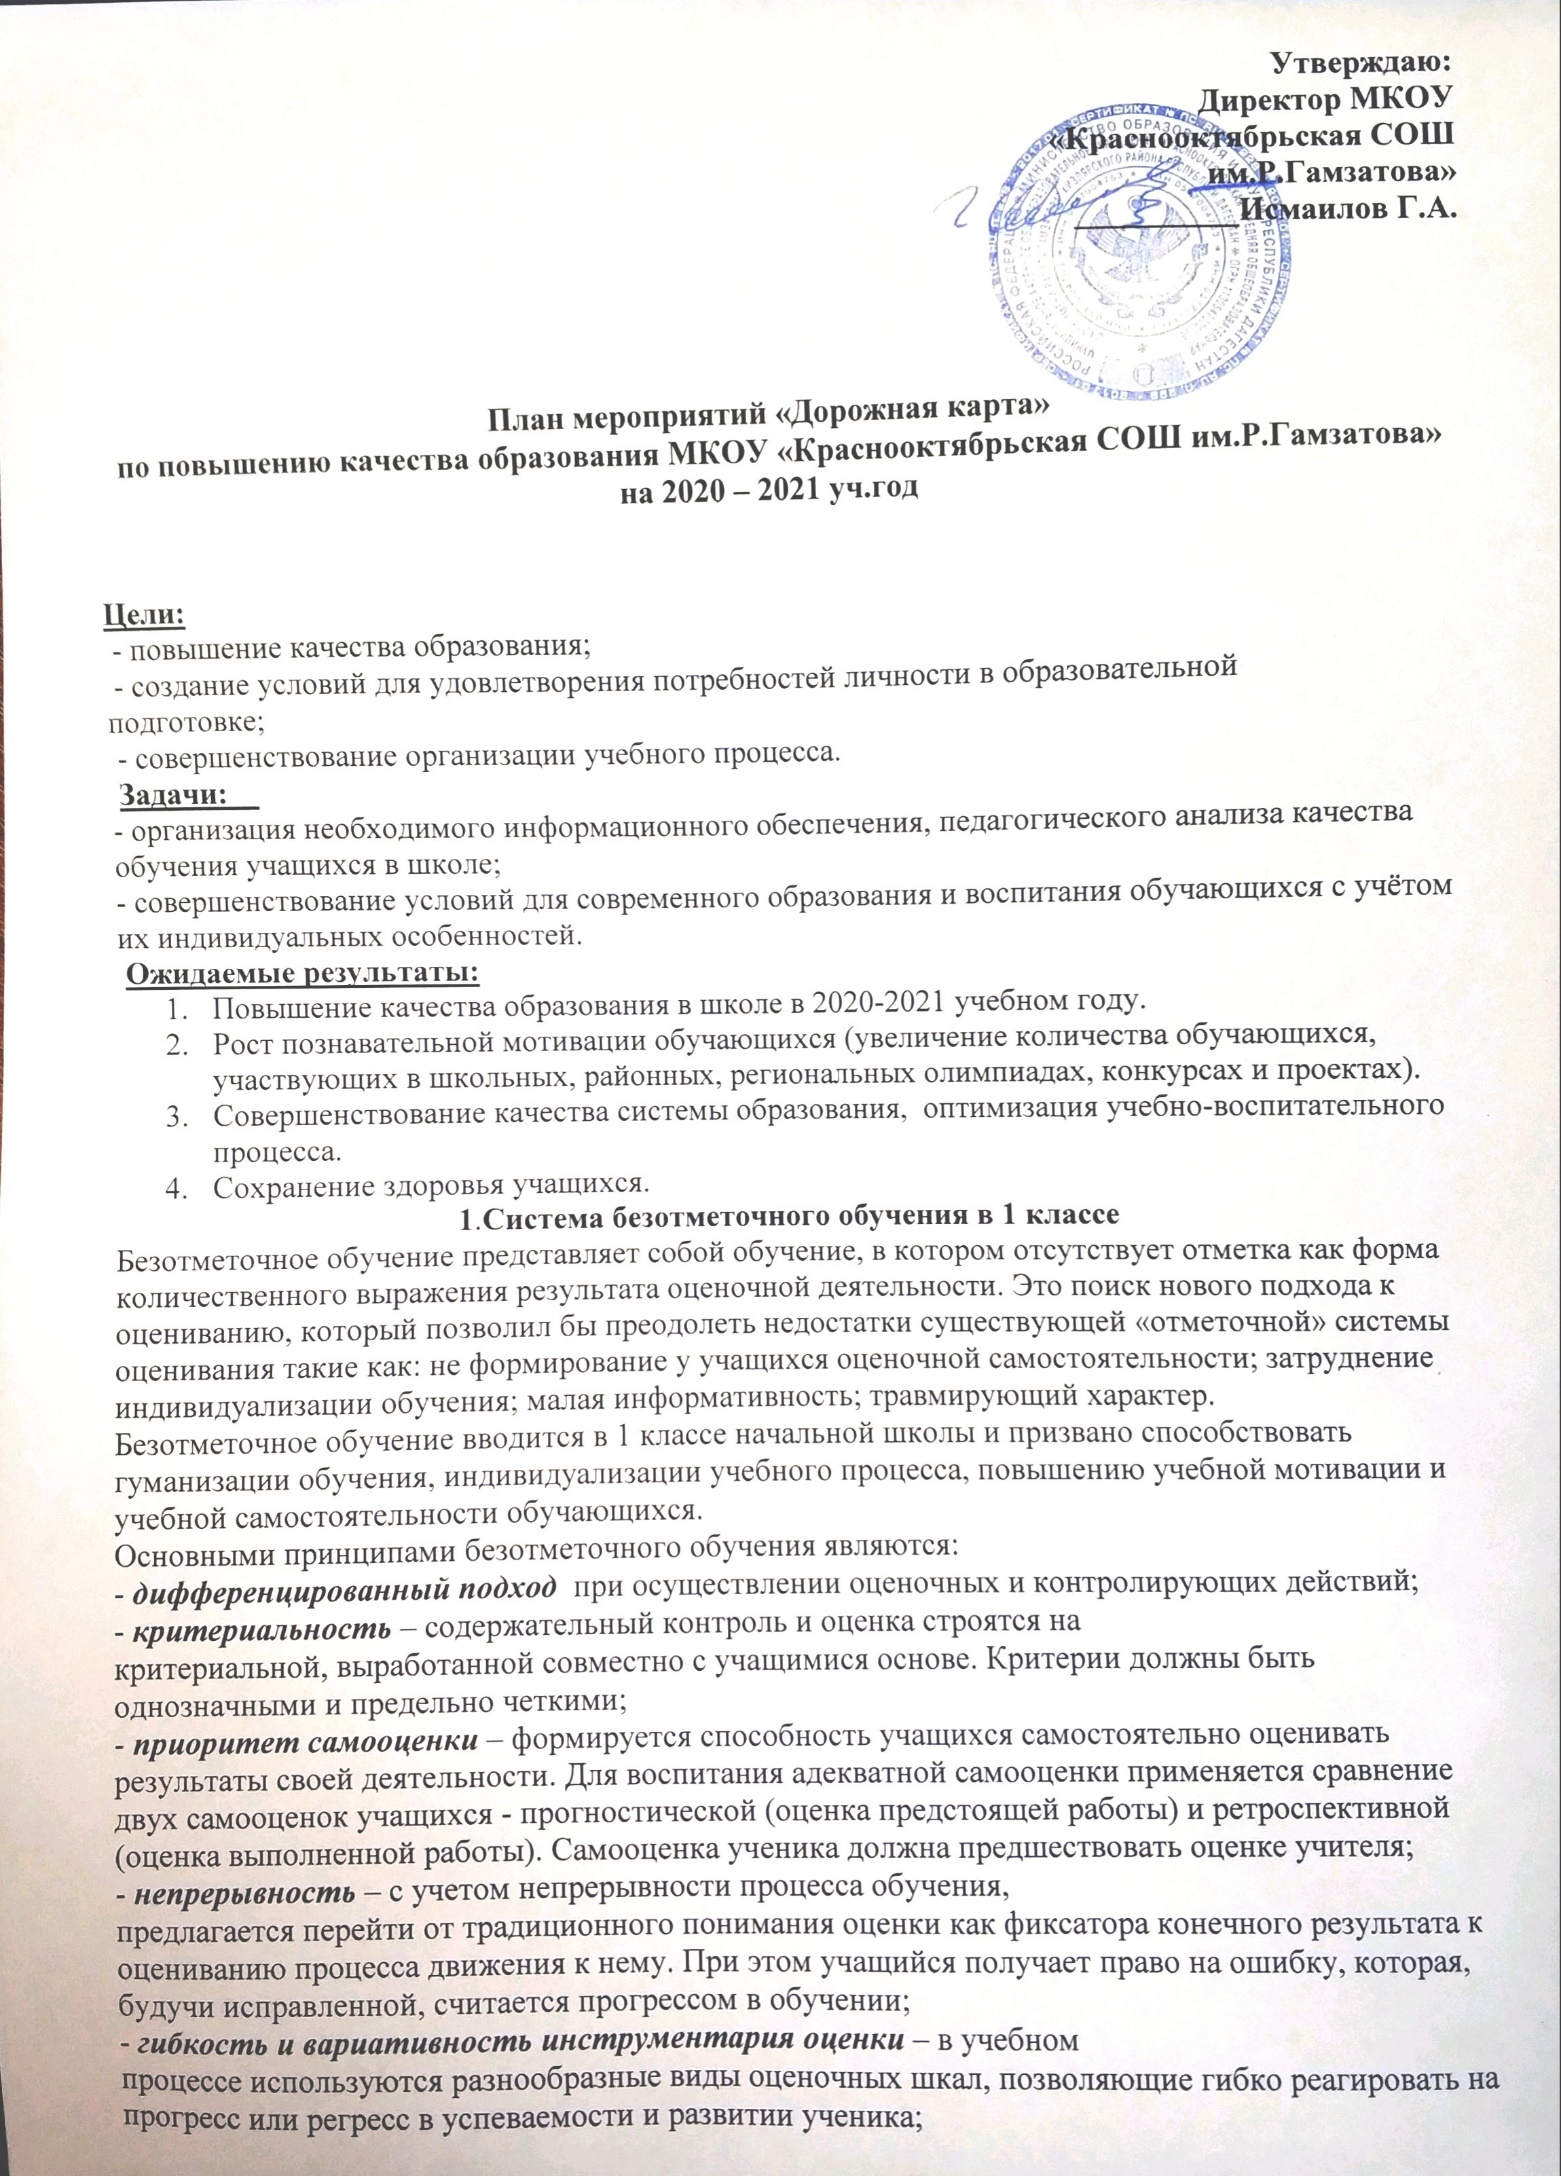 Утверждаю:
Директор МКОУ
«Краснооктябрьская СОШ
им.Р.Гамзатова»
Исмаилов Г.А.
МИНИСТЕРСТВО ОБРАЗОВАНИЯ И НАУКИ РЕСПУБЛИКИ ДАГЕСТАН
РОССИЙСКАЯ ФЕДЕРАЦИЯ
План мероприятий «Дорожная карта»
по повышению качества образования МКОУ «Краснооктябрьская СОШ им.Р.Гамзатова»
на 2020 – 2021 уч.год
Цели:
- повышение качества образования;
- создание условий для удовлетворения потребностей личности в образовательной
подготовке;
- совершенствование организации учебного процесса.
Задачи:
- организация необходимого информационного обеспечения, педагогического анализа качества
обучения учащихся в школе;
- совершенствование условий для современного образования и воспитания обучающихся с учётом
их индивидуальных особенностей.
Ожидаемые результаты:
1. Повышение качества образования в школе в 2020-2021 учебном году.
2. Рост познавательной мотивации обучающихся (увеличение количества обучающихся,
участвующих в школьных, районных, региональных олимпиадах, конкурсах и проектах).
3. Совершенствование качества системы образования, оптимизация учебно-воспитательного
процесса.
4. Сохранение здоровья учащихся.
1.Система безотметочного обучения в 1 классе
Безотметочное обучение представляет собой обучение, в котором отсутствует отметка как форма
количественного выражения результата оценочной деятельности. Это поиск нового подхода к
оцениванию, который позволил бы преодолеть недостатки существующей «отметочной» системы
оценивания такие как: не формирование у учащихся оценочной самостоятельности; затруднение
индивидуализации обучения; малая информативность; травмирующий характер.
Безотметочное обучение вводится в 1 классе начальной школы и призвано способствовать
гуманизации обучения, индивидуализации учебного процесса, повышению учебной мотивации и
учебной самостоятельности обучающихся.
Основными принципами безотметочного обучения являются:
- дифференцированный подход при осуществлении оценочных и контролирующих действий;
- критериальность – содержательный контроль и оценка строятся на
критериальной, выработанной совместно с учащимися основе. Критерии должны быть
однозначными и предельно четкими;
- приоритет самооценки – формируется способность учащихся самостоятельно оценивать
результаты своей деятельности. Для воспитания адекватной самооценки применяется сравнение
двух самооценок учащихся - прогностической (оценка предстоящей работы) и ретроспективной
(оценка выполненной работы). Самооценка ученика должна предшествовать оценке учителя;
- непрерывность – с учетом непрерывности процесса обучения,
предлагается перейти от традиционного понимания оценки как фиксатора конечного результата к
оцениванию процесса движения к нему. При этом учащийся получает право на ошибку, которая,
будучи исправленной, считается прогрессом в обучении;
- гибкость и вариативность инструментария оценки – в учебном
процессе используются разнообразные виды оценочных шкал, позволяющие гибко реагировать на
прогресс или регресс в успеваемости и развитии ученика;